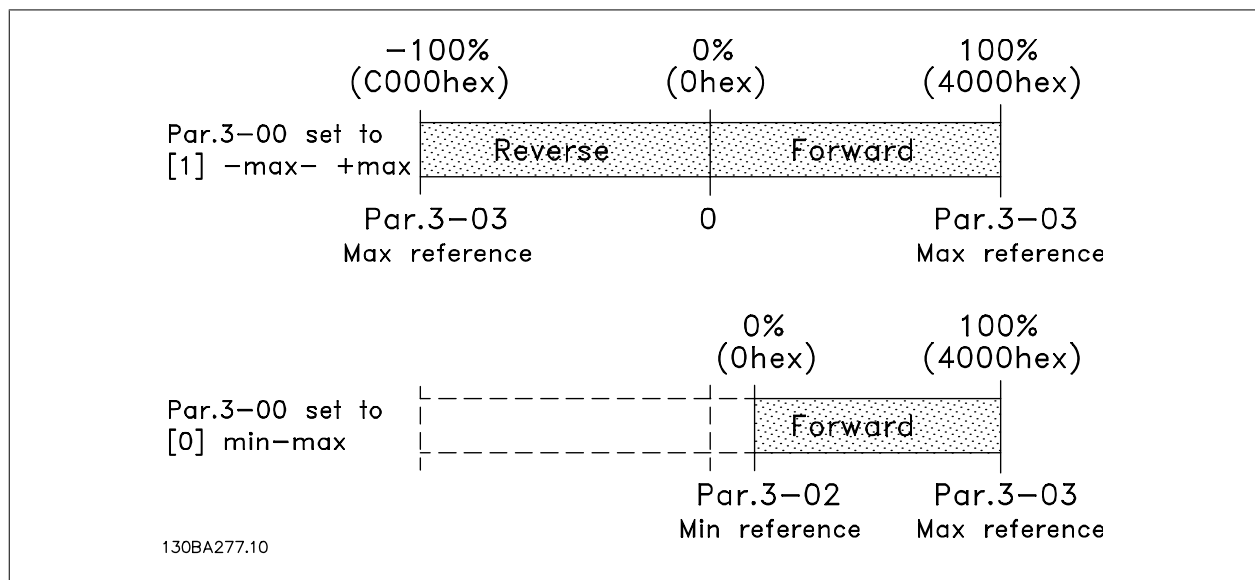 -100% 0% 100%
(C000hex) (0hex) (4000hex)
Par.3-00 set to
[1] -max- +max
Reverse Forward
Par.3-03 0 Par.3-03
Max reference Max reference
0% 100%
(0hex) (4000hex)
Par.3-00 set to
[0] min-max
Forward
Par.3-02 Par.3-03
Min reference Max reference
130BA277.10